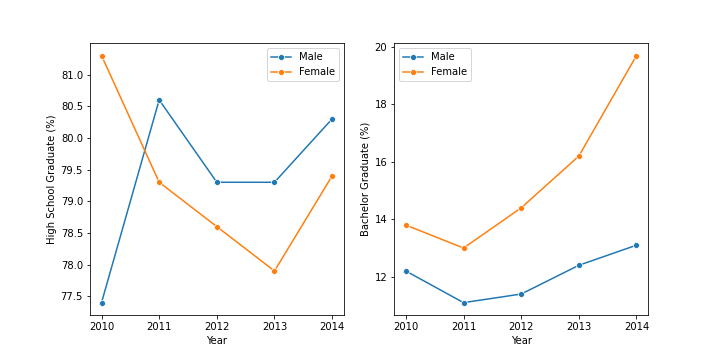 Male
Female
81.0
80.5
80.0
79.5
79.0
78.5
78.0
77.5
High School Graduate (%)
2010 2011 2012 2013 2014
Year
Male
Female
20
18
16
14
12
Bachelor Graduate (%)
2010 2011 2012 2013 2014
Year